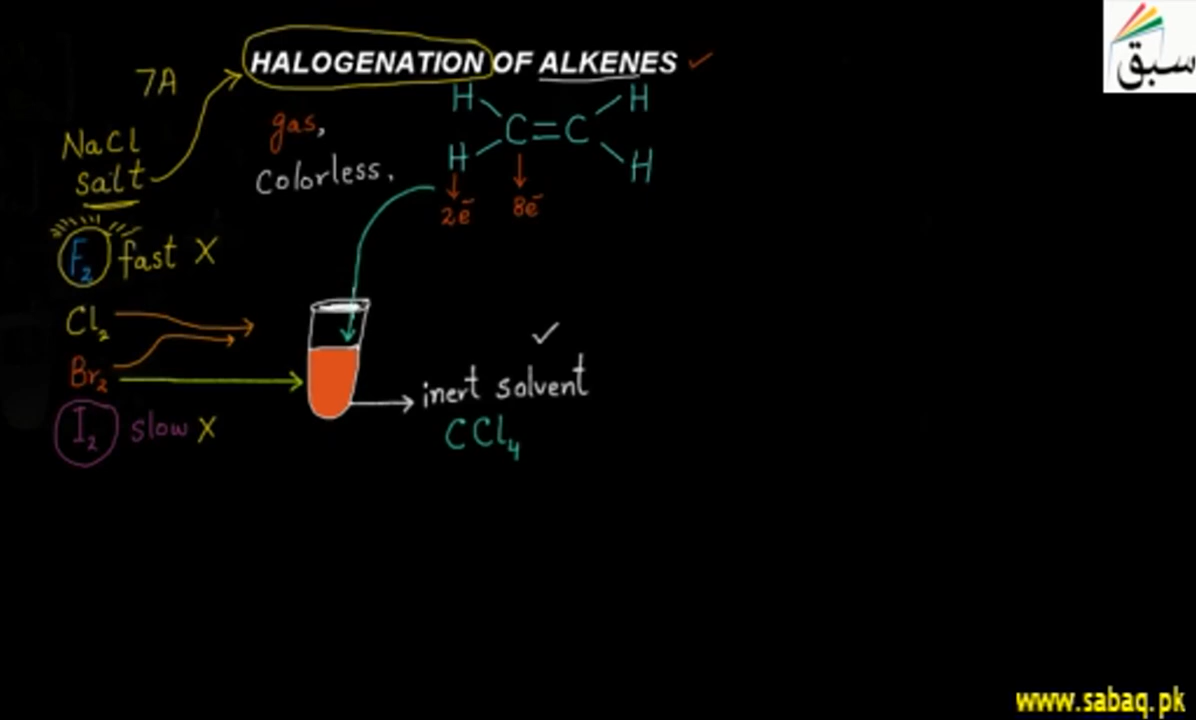 HALOGENATION OF ALKENES ✓
سبق
7A
NaCl
salt
gas,
Colorless.
H H
C=C
H H
2e⁻ 8e⁻
F₂ fast X
Cl₂
Br₂
I₂ slow X
✓
inert solvent
CCl₄
www.sabaq.pk